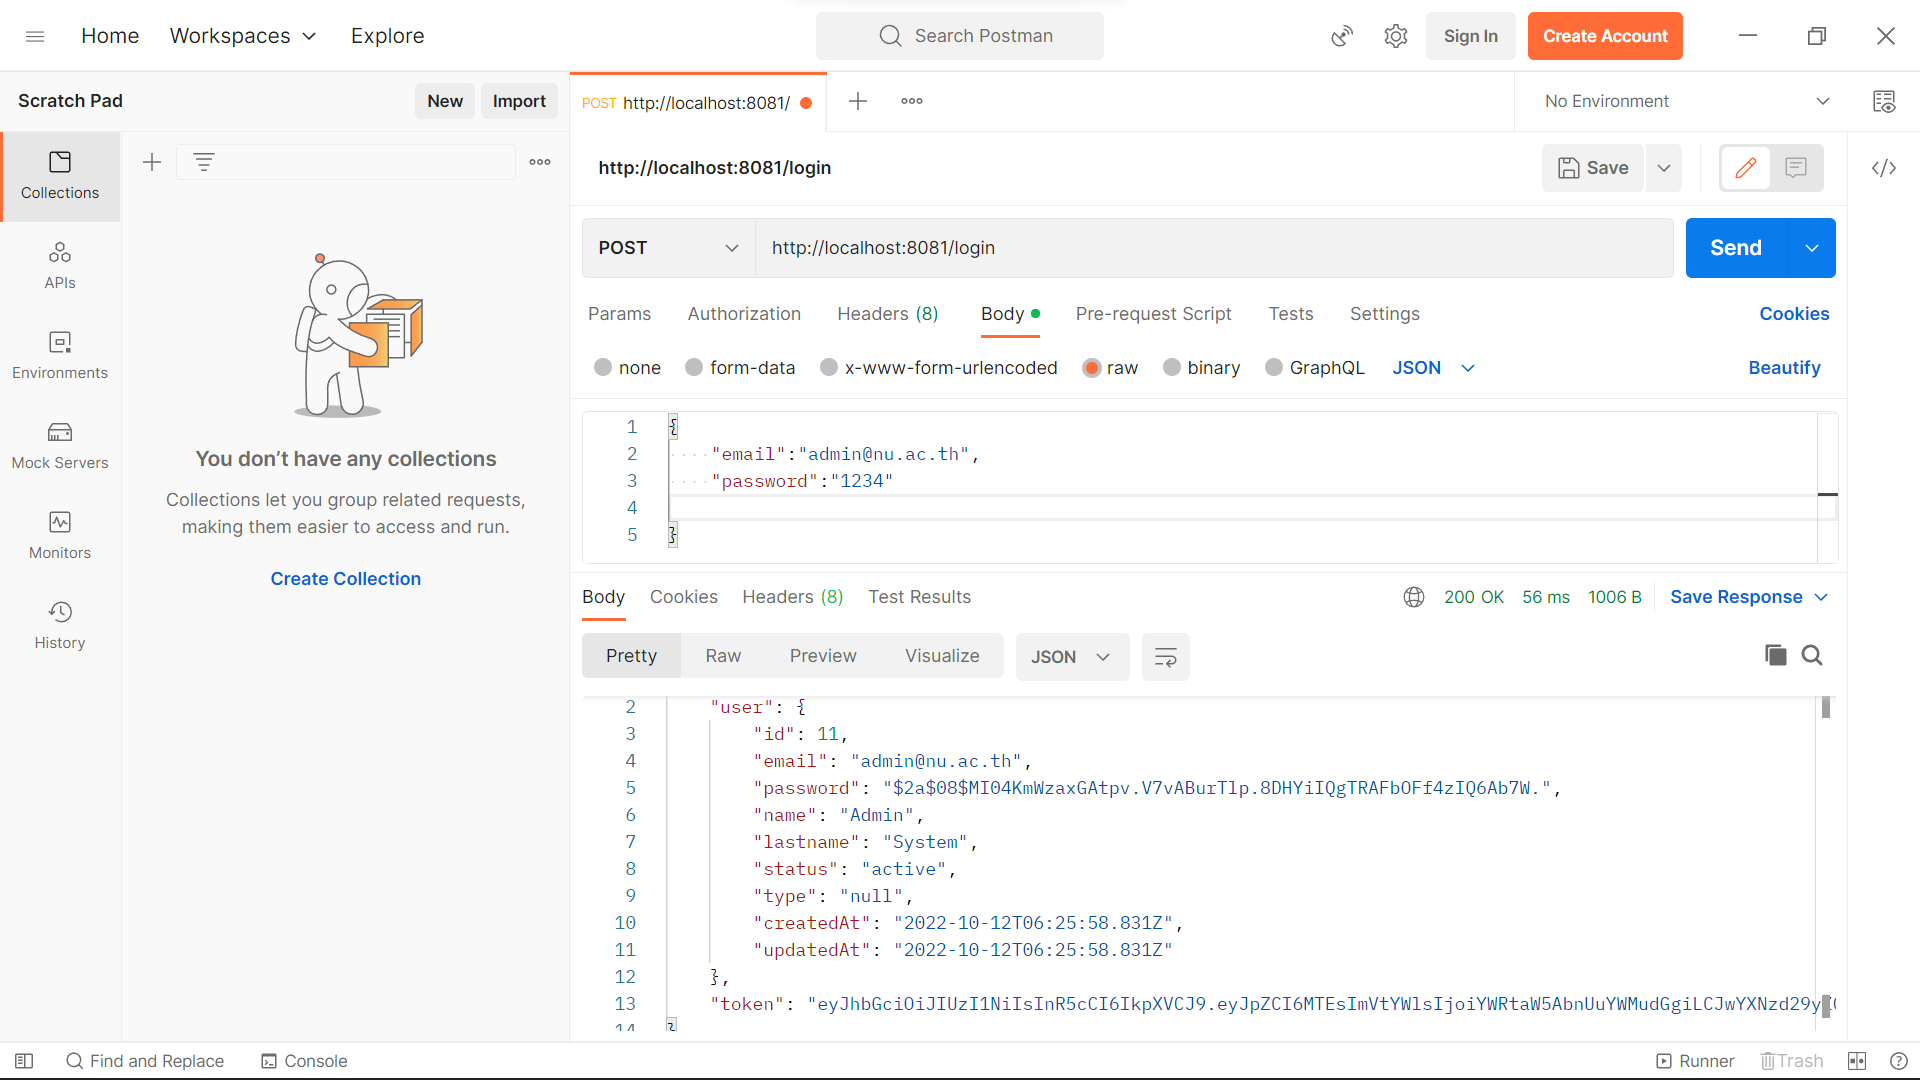 Home Workspaces Explore Search Postman Sign In Create Account
Scratch Pad New Import POST http://localhost:8081/ No Environment
http://localhost:8081/login Save
Collections
APIs
Environments
Mock Servers
Monitors
History
You don’t have any collections
Collections let you group related requests,
making them easier to access and run.
Create Collection
POST http://localhost:8081/login Send
Params Authorization Headers (8) Body Pre-request Script Tests Settings Cookies
none form-data x-www-form-urlencoded raw binary GraphQL JSON Beautify
1 {
2 "email":"admin@nu.ac.th",
3 "password":"1234"
4
5 }
Body Cookies Headers (8) Test Results 200 OK 56 ms 1006 B Save Response
Pretty Raw Preview Visualize JSON
2 "user": {
3 "id": 11,
4 "email": "admin@nu.ac.th",
5 "password": "$2a$08$MI04KmWzaxGAtpv.V7vABurTlp.8DHYiIQgTRAFbOFf4zIQ6Ab7W.",
6 "name": "Admin",
7 "lastname": "System",
8 "status": "active",
9 "type": "null",
10 "createdAt": "2022-10-12T06:25:58.831Z",
11 "updatedAt": "2022-10-12T06:25:58.831Z"
12 },
13 "token": "eyJhbGciOiJIUzI1NiIsInR5cCI6IkpXVCJ9.eyJpZCI6MTEsImVtYWlsIjoiYWRtaW5AbnUuYWMudGgiLCJwYXNzd29y
14 }
Find and Replace Console Runner Trash